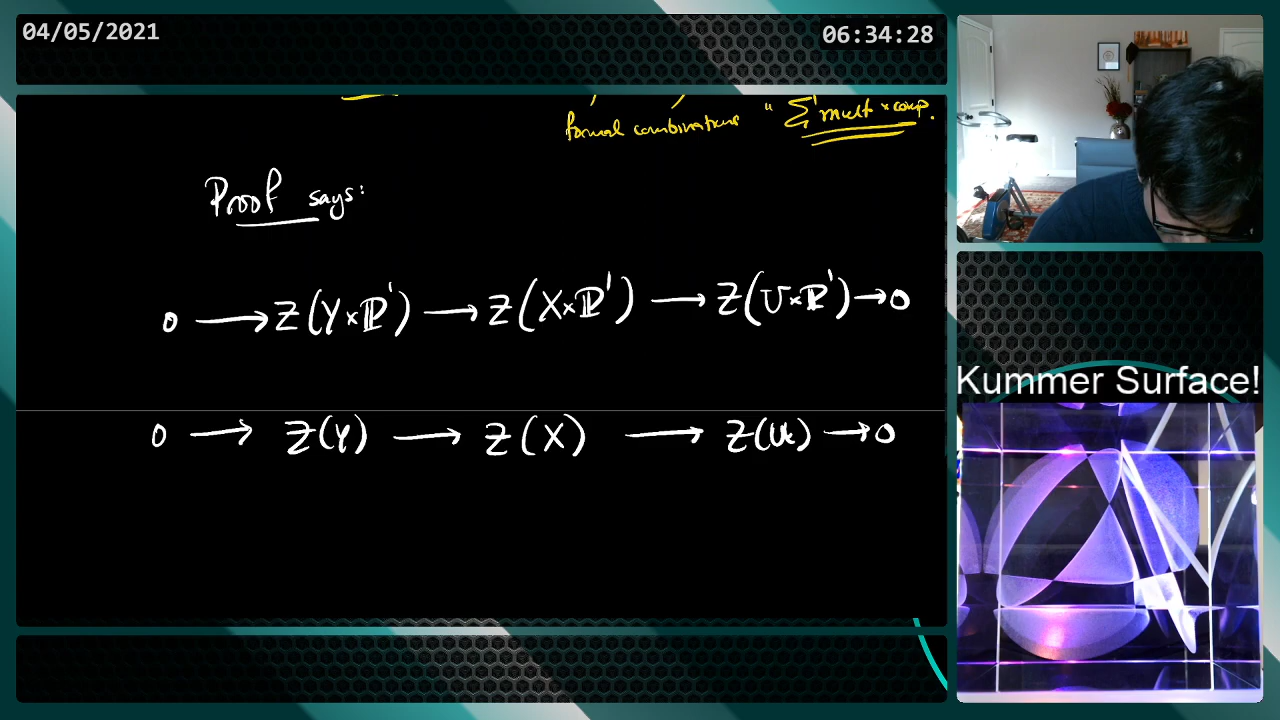 04/05/2021
06:34:28
formal combinations " Σ mult × comp.
Proof says:
0 → Z(Y×ℙ¹) → Z(X×ℙ¹) → Z(U×ℙ¹) → 0
Kummer Surface!
0 → Z(Y) → Z(X) → Z(U) → 0